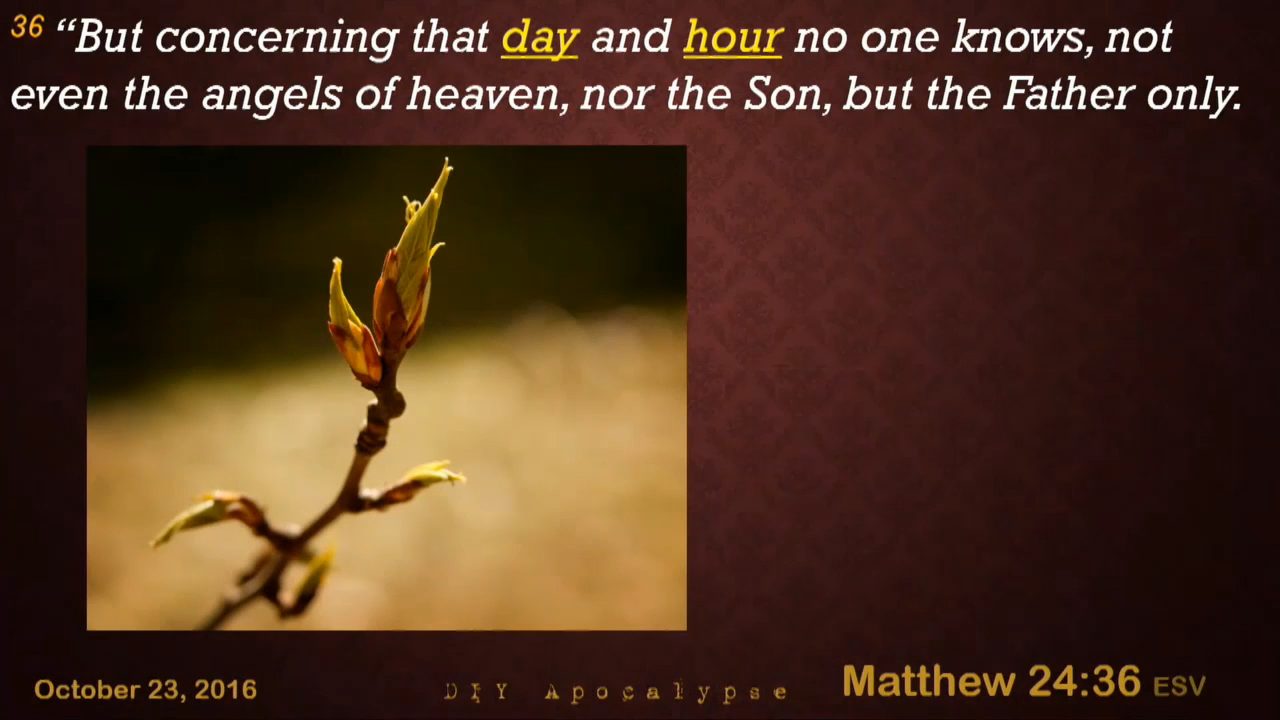 36 “But concerning that day and hour no one knows, not
even the angels of heaven, nor the Son, but the Father only.
October 23, 2016
DIY Apocalypse
Matthew 24:36 ESV